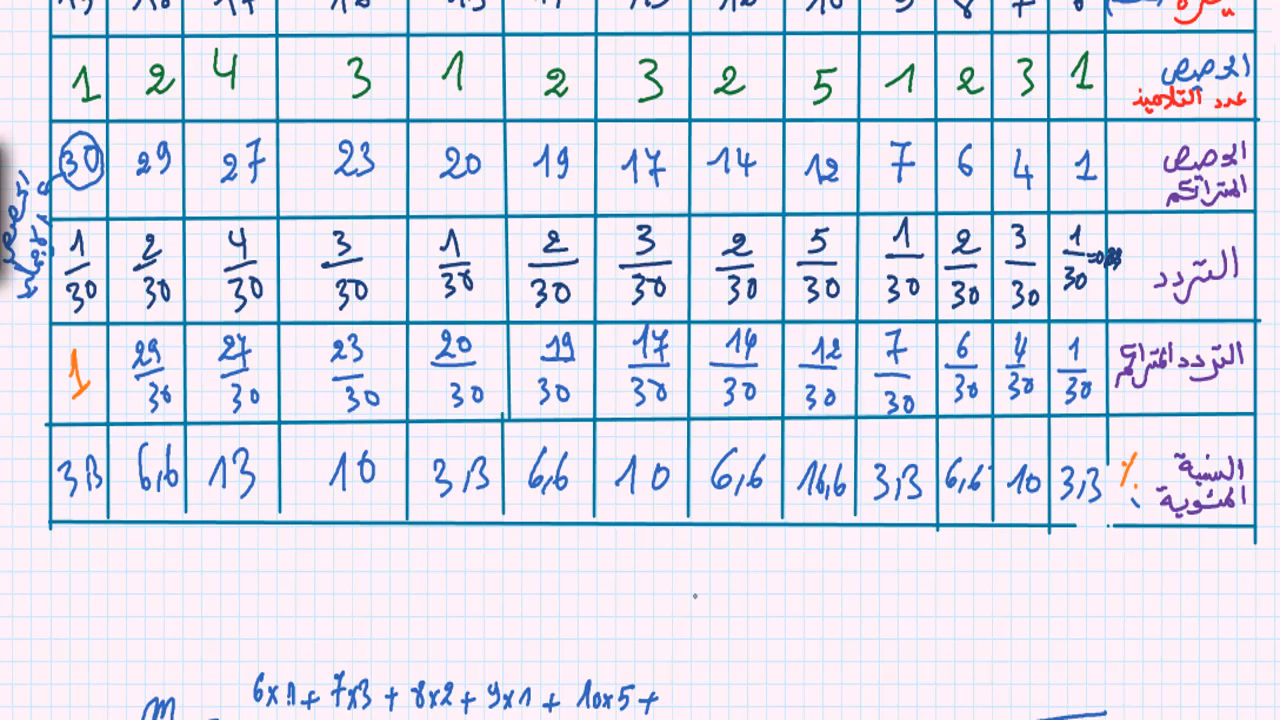 الحصص 1 3 2 1 5 2 3 2 1 3 4 2 1
عدد التلاميذ
الحصص المتراكم 1 4 6 7 12 14 17 19 20 23 27 29 30
التردد 1/30 3/30 2/30 1/30 5/30 2/30 3/30 2/30 1/30 3/30 4/30 2/30 1/30
التردد المتراكم 1/30 4/30 6/30 7/30 12/30 14/30 17/30 19/30 20/30 23/30 27/30 29/30 1
النسبة المئوية % 3,3 10 6,6 3,3 16,6 6,6 10 6,6 3,3 10 13 6,6 3,3
m 6x1 + 7x3 + 8x2 + 9x1 + 10x5 +